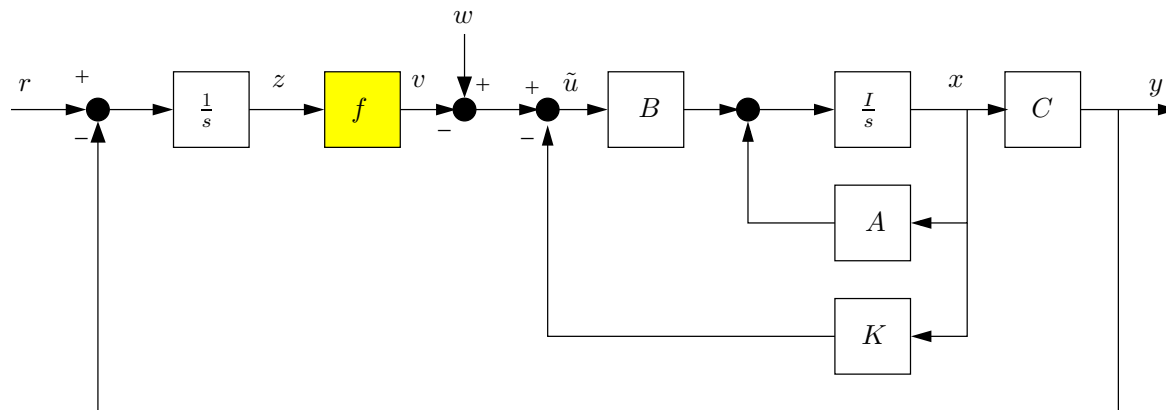 w
r + 1/s z f v + + ũ B I/s x C y
− − −
A
K